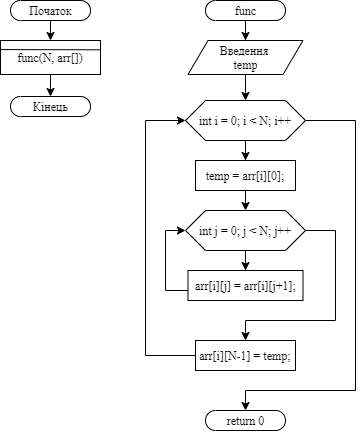 Початок
func(N, arr[])
Кінець
func
Введення
temp
int i = 0; i < N; i++
temp = arr[i][0];
int j = 0; j < N; j++
arr[i][j] = arr[i][j+1];
arr[i][N-1] = temp;
return 0